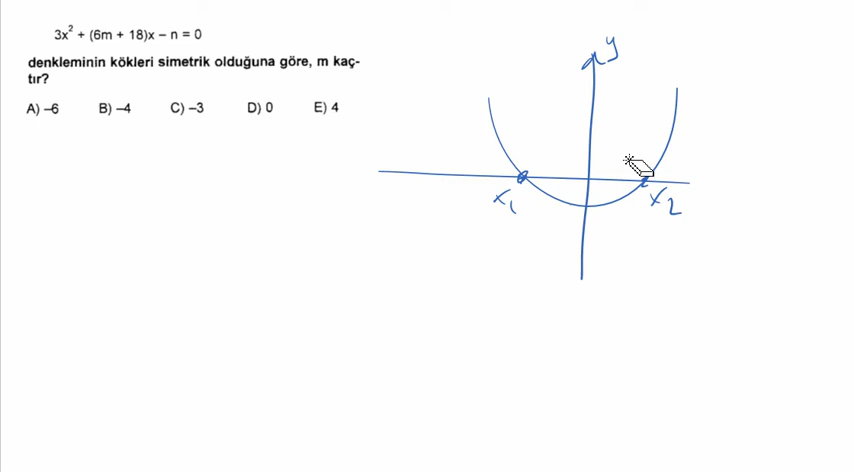 3x² + (6m + 18)x – n = 0
denkleminin kökleri simetrik olduğuna göre, m kaç-
tır?
A) –6 B) –4 C) –3 D) 0 E) 4
y
x₁ x₂